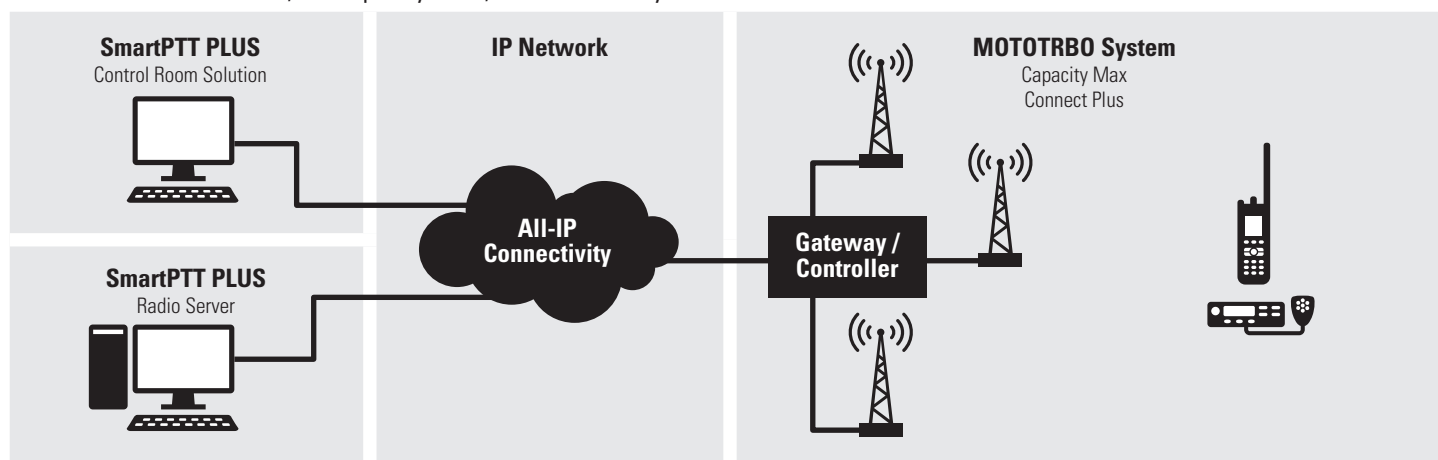 SmartPTT PLUS
Control Room Solution
SmartPTT PLUS
Radio Server
IP Network
All-IP
Connectivity
MOTOTRBO System
Capacity Max
Connect Plus
Gateway /
Controller